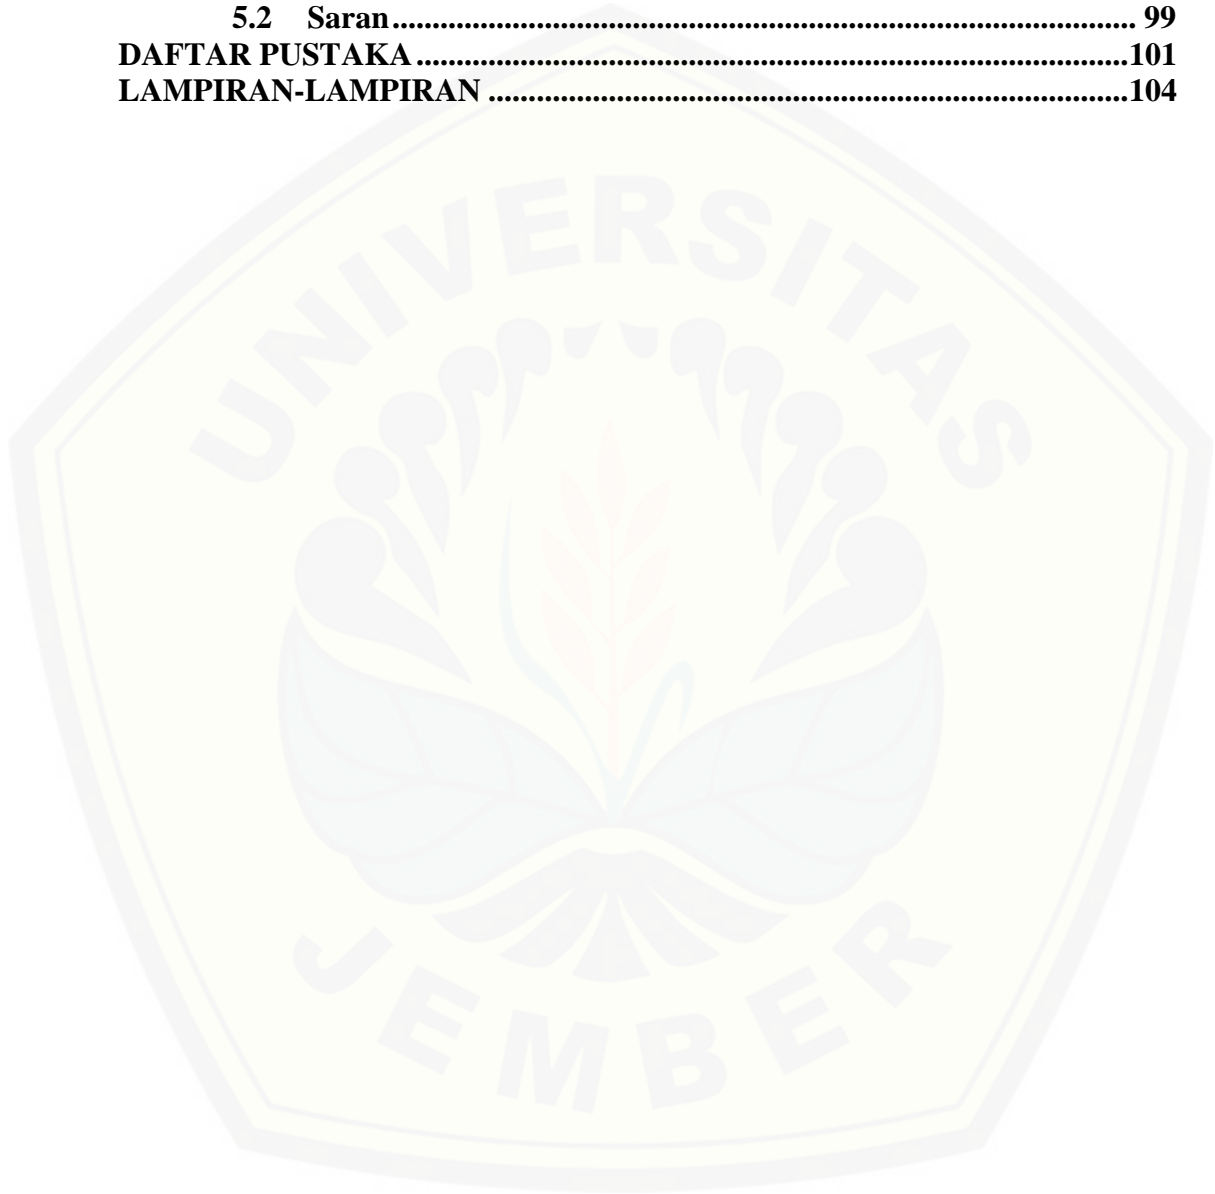 5.2 Saran........................................................................................... 99
DAFTAR PUSTAKA.......................................................................................101
LAMPIRAN-LAMPIRAN..............................................................................104
UNIVERSITAS
JEMBER